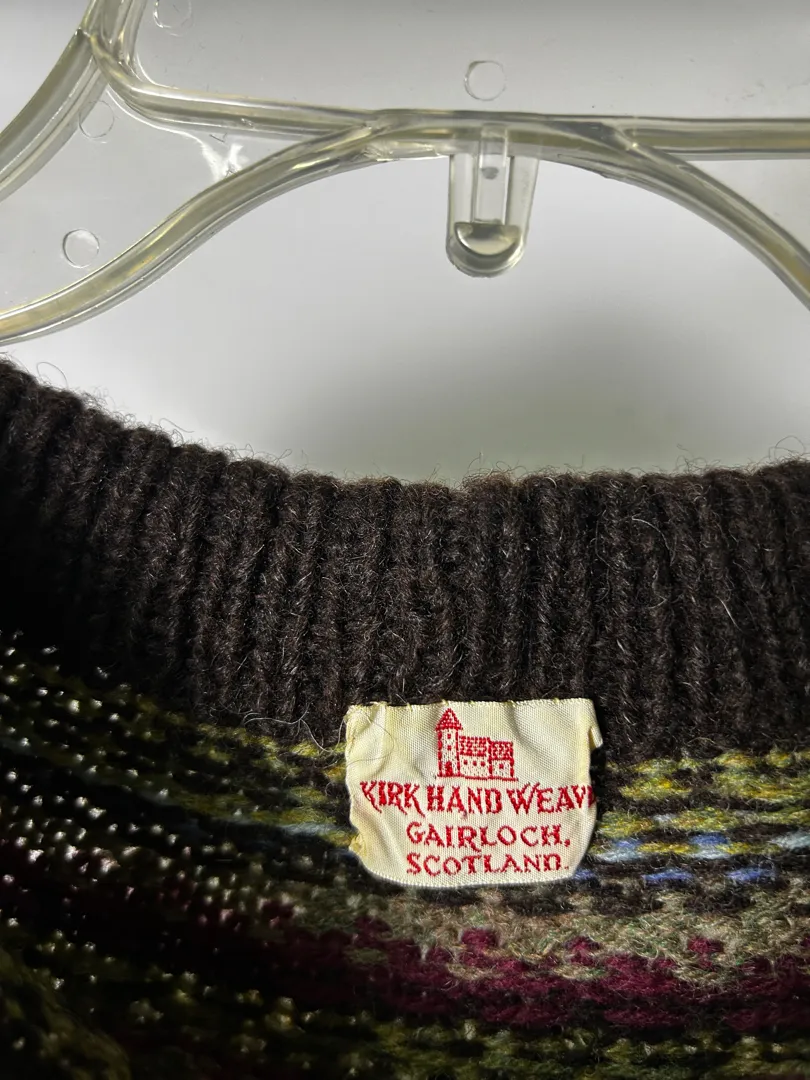 KIRK HAND WEAV
GAIRLOCH,
SCOTLAND.